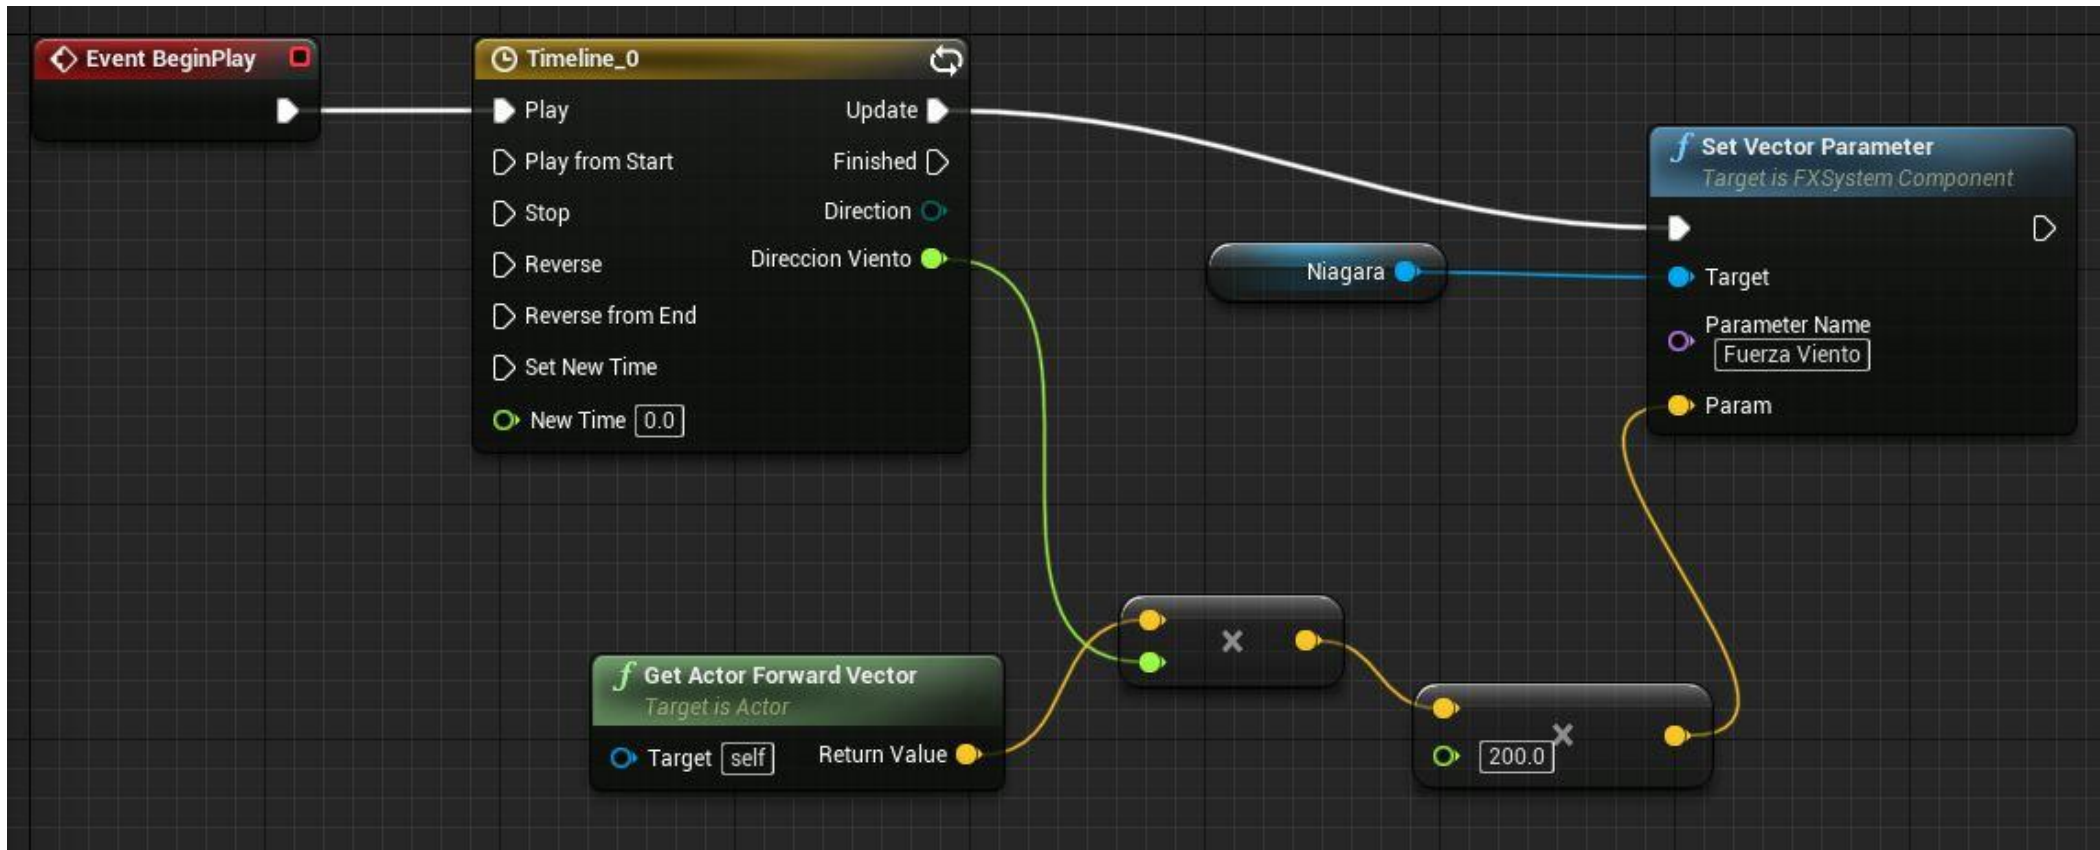 Event BeginPlay
Timeline_0
Play
Update
Play from Start
Finished
Stop
Direction
Reverse
Direccion Viento
Reverse from End
Set New Time
New Time 0.0
Set Vector Parameter
Target is FXSystem Component
Niagara
Target
Parameter Name
Fuerza Viento
Param
Get Actor Forward Vector
Target is Actor
Target self
Return Value
×
×
200.0